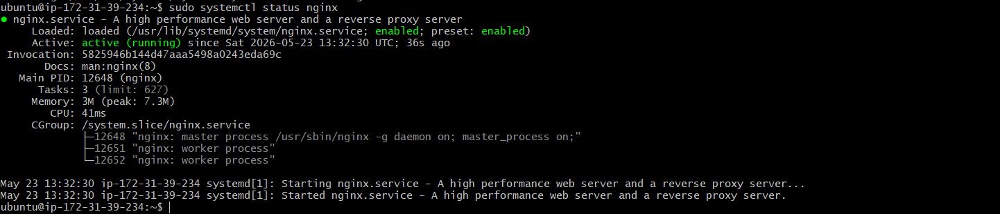 ubuntu@ip-172-31-39-234:~$ sudo systemctl status nginx
● nginx.service - A high performance web server and a reverse proxy server
     Loaded: loaded (/usr/lib/systemd/system/nginx.service; enabled; preset: enabled)
     Active: active (running) since Sat 2026-05-23 13:32:30 UTC; 36s ago
 Invocation: 5825946b144d47aaa5498a0243eda69c
       Docs: man:nginx(8)
   Main PID: 12648 (nginx)
      Tasks: 3 (limit: 627)
     Memory: 3M (peak: 7.3M)
        CPU: 41ms
     CGroup: /system.slice/nginx.service
             ├─12648 "nginx: master process /usr/sbin/nginx -g daemon on; master_process on;"
             ├─12651 "nginx: worker process"
             └─12652 "nginx: worker process"
May 23 13:32:30 ip-172-31-39-234 systemd[1]: Starting nginx.service - A high performance web server and a reverse proxy server...
May 23 13:32:30 ip-172-31-39-234 systemd[1]: Started nginx.service - A high performance web server and a reverse proxy server.
ubuntu@ip-172-31-39-234:~$